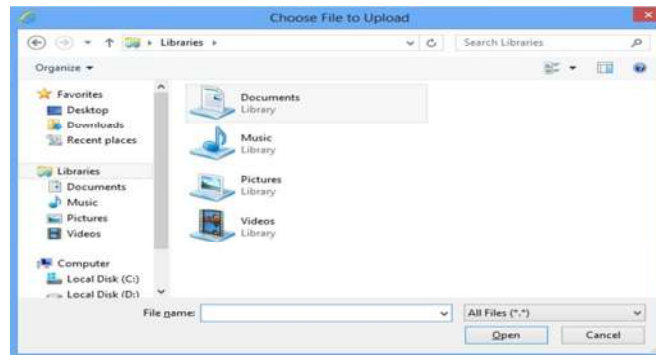 Choose File to Upload
Libraries
Search Libraries
Organize
Favorites
Desktop
Downloads
Recent places
Libraries
Documents
Music
Pictures
Videos
Computer
Local Disk (C:)
Local Disk (D:)
Documents
Library
Music
Library
Pictures
Library
Videos
Library
File name:
All Files (*.*)
Open
Cancel